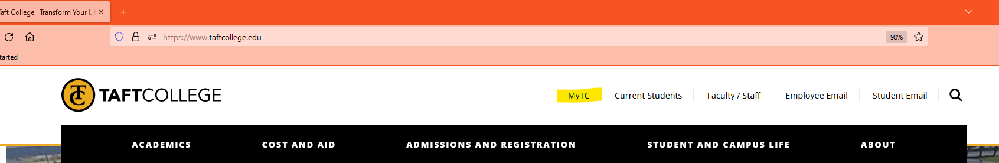 Taft College | Transform Your Li
https://www.taftcollege.edu
90%
tarted
TC
TAFTCOLLEGE
MyTC
Current Students
Faculty / Staff
Employee Email
Student Email
ACADEMICS
COST AND AID
ADMISSIONS AND REGISTRATION
STUDENT AND CAMPUS LIFE
ABOUT